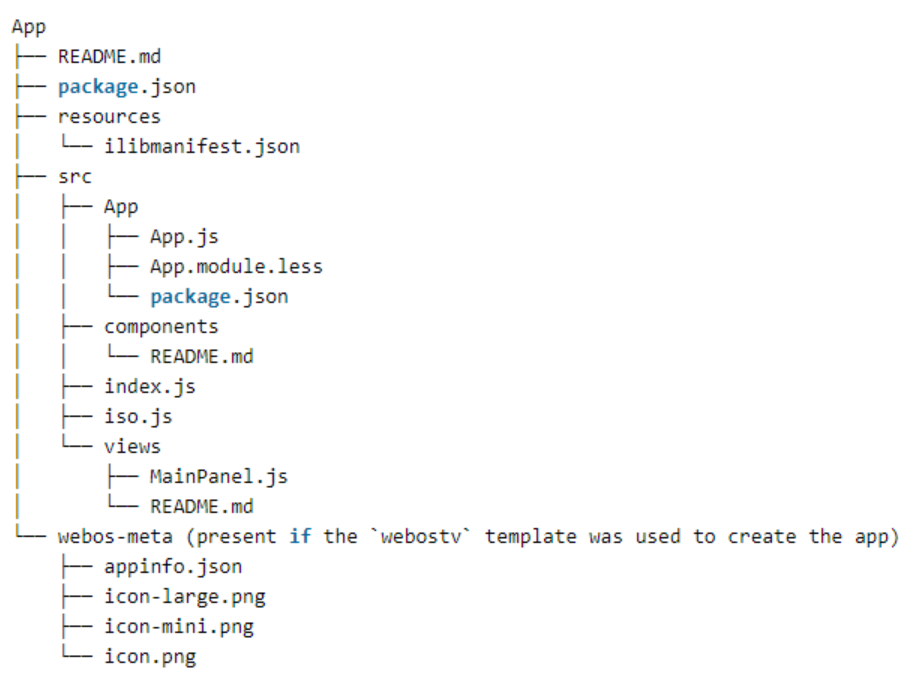 App
├── README.md
├── package.json
├── resources
│   └── ilibmanifest.json
├── src
│   ├── App
│   │   ├── App.js
│   │   ├── App.module.less
│   │   └── package.json
│   ├── components
│   │   └── README.md
│   ├── index.js
│   ├── iso.js
│   └── views
│       ├── MainPanel.js
│       └── README.md
└── webos-meta (present if the `webostv` template was used to create the app)
    ├── appinfo.json
    ├── icon-large.png
    ├── icon-mini.png
    └── icon.png